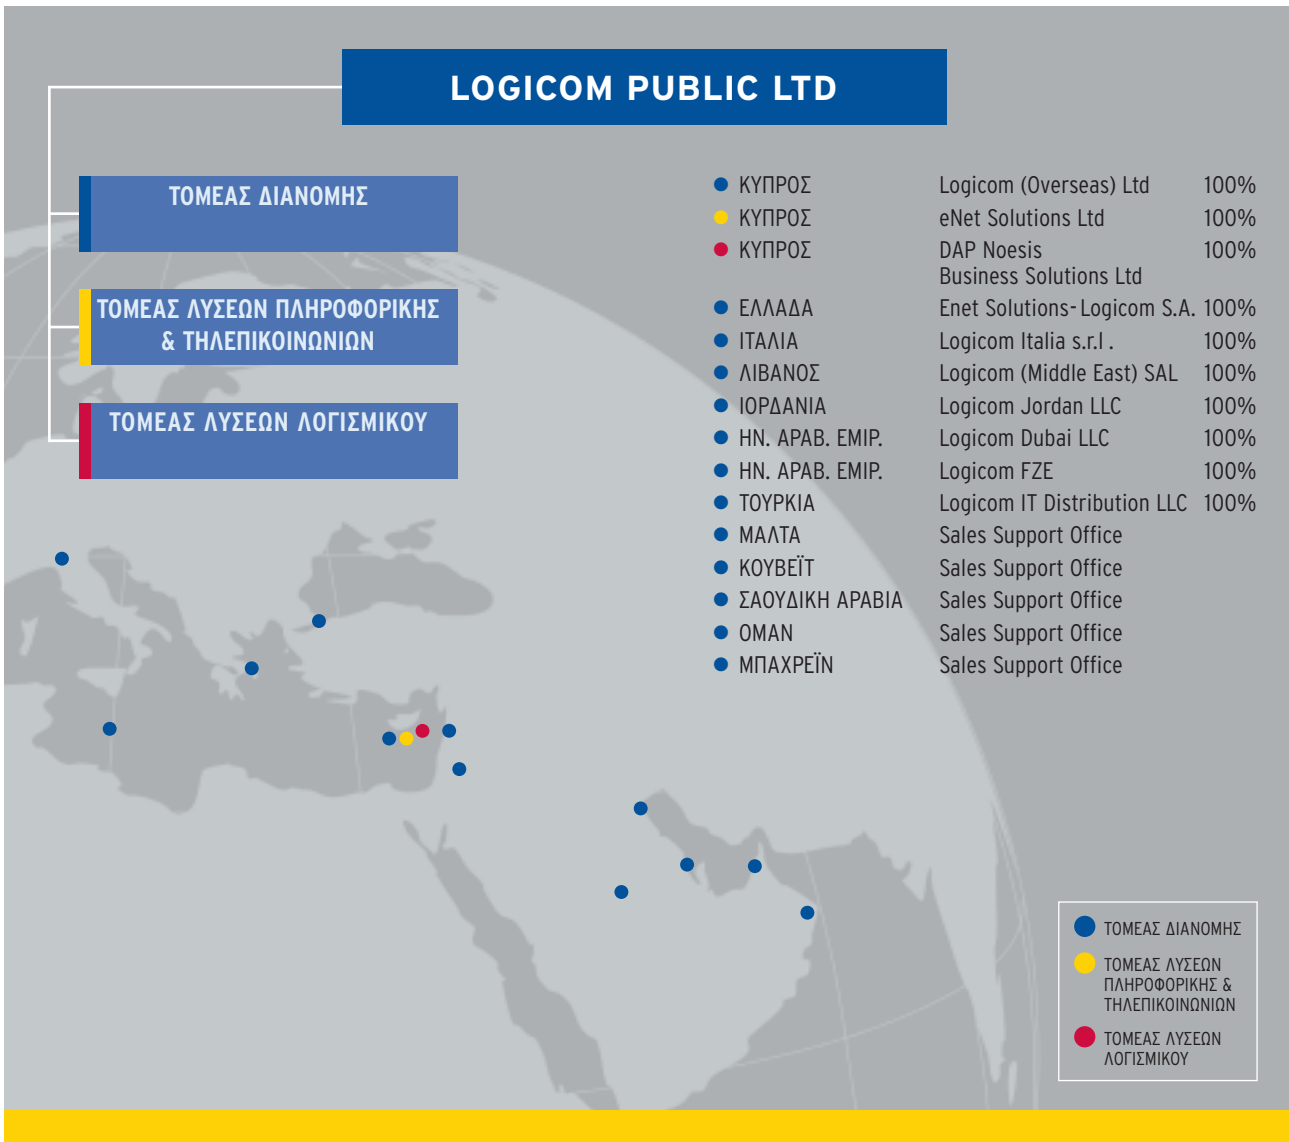 LOGICOM PUBLIC LTD
ΤΟΜΕΑΣ ΔΙΑΝΟΜΗΣ
ΤΟΜΕΑΣ ΛΥΣΕΩΝ ΠΛΗΡΟΦΟΡΙΚΗΣ
& ΤΗΛΕΠΙΚΟΙΝΩΝΙΩΝ
ΤΟΜΕΑΣ ΛΥΣΕΩΝ ΛΟΓΙΣΜΙΚΟΥ
ΚΥΠΡΟΣ Logicom (Overseas) Ltd 100%
ΚΥΠΡΟΣ eNet Solutions Ltd 100%
ΚΥΠΡΟΣ DAP Noesis 100%
Business Solutions Ltd
ΕΛΛΑΔΑ Enet Solutions-Logicom S.A. 100%
ΙΤΑΛΙΑ Logicom Italia s.r.l . 100%
ΛΙΒΑΝΟΣ Logicom (Middle East) SAL 100%
ΙΟΡΔΑΝΙΑ Logicom Jordan LLC 100%
ΗΝ. ΑΡΑΒ. ΕΜΙΡ. Logicom Dubai LLC 100%
ΗΝ. ΑΡΑΒ. ΕΜΙΡ. Logicom FZE 100%
ΤΟΥΡΚΙΑ Logicom IT Distribution LLC 100%
ΜΑΛΤΑ Sales Support Office
ΚΟΥΒΕΪΤ Sales Support Office
ΣΑΟΥΔΙΚΗ ΑΡΑΒΙΑ Sales Support Office
ΟΜΑΝ Sales Support Office
ΜΠΑΧΡΕΪΝ Sales Support Office
ΤΟΜΕΑΣ ΔΙΑΝΟΜΗΣ
ΤΟΜΕΑΣ ΛΥΣΕΩΝ
ΠΛΗΡΟΦΟΡΙΚΗΣ &
ΤΗΛΕΠΙΚΟΙΝΩΝΙΩΝ
ΤΟΜΕΑΣ ΛΥΣΕΩΝ
ΛΟΓΙΣΜΙΚΟΥ